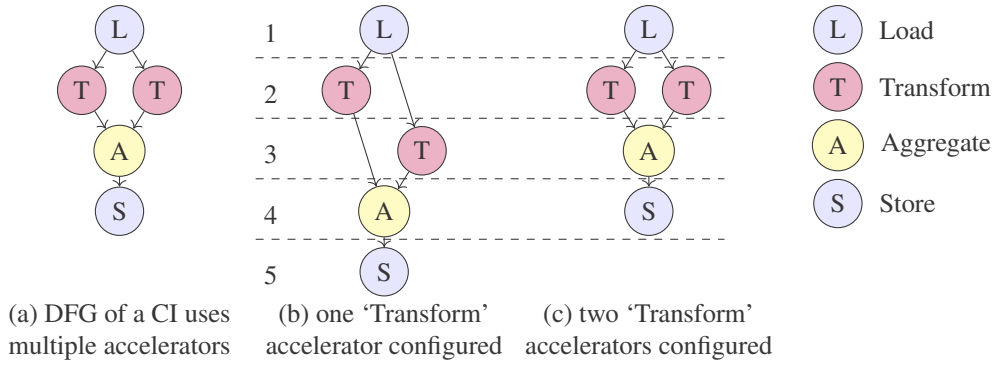 L
T
T
A
S
1
2
3
4
5
L
T
T
A
S
L
T
T
A
S
L Load
T Transform
A Aggregate
S Store
(a) DFG of a CI uses
multiple accelerators
(b) one ‘Transform’
accelerator configured
(c) two ‘Transform’
accelerators configured